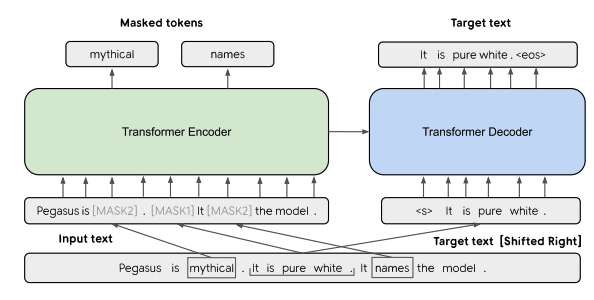 Masked tokens
Target text
mythical
names
It is pure white . <eos>
Transformer Encoder
Transformer Decoder
Pegasus is [MASK2] . [MASK1] It [MASK2] the model .
<s> It is pure white .
Input text
Target text [Shifted Right]
Pegasus is mythical . It is pure white . It names the model .